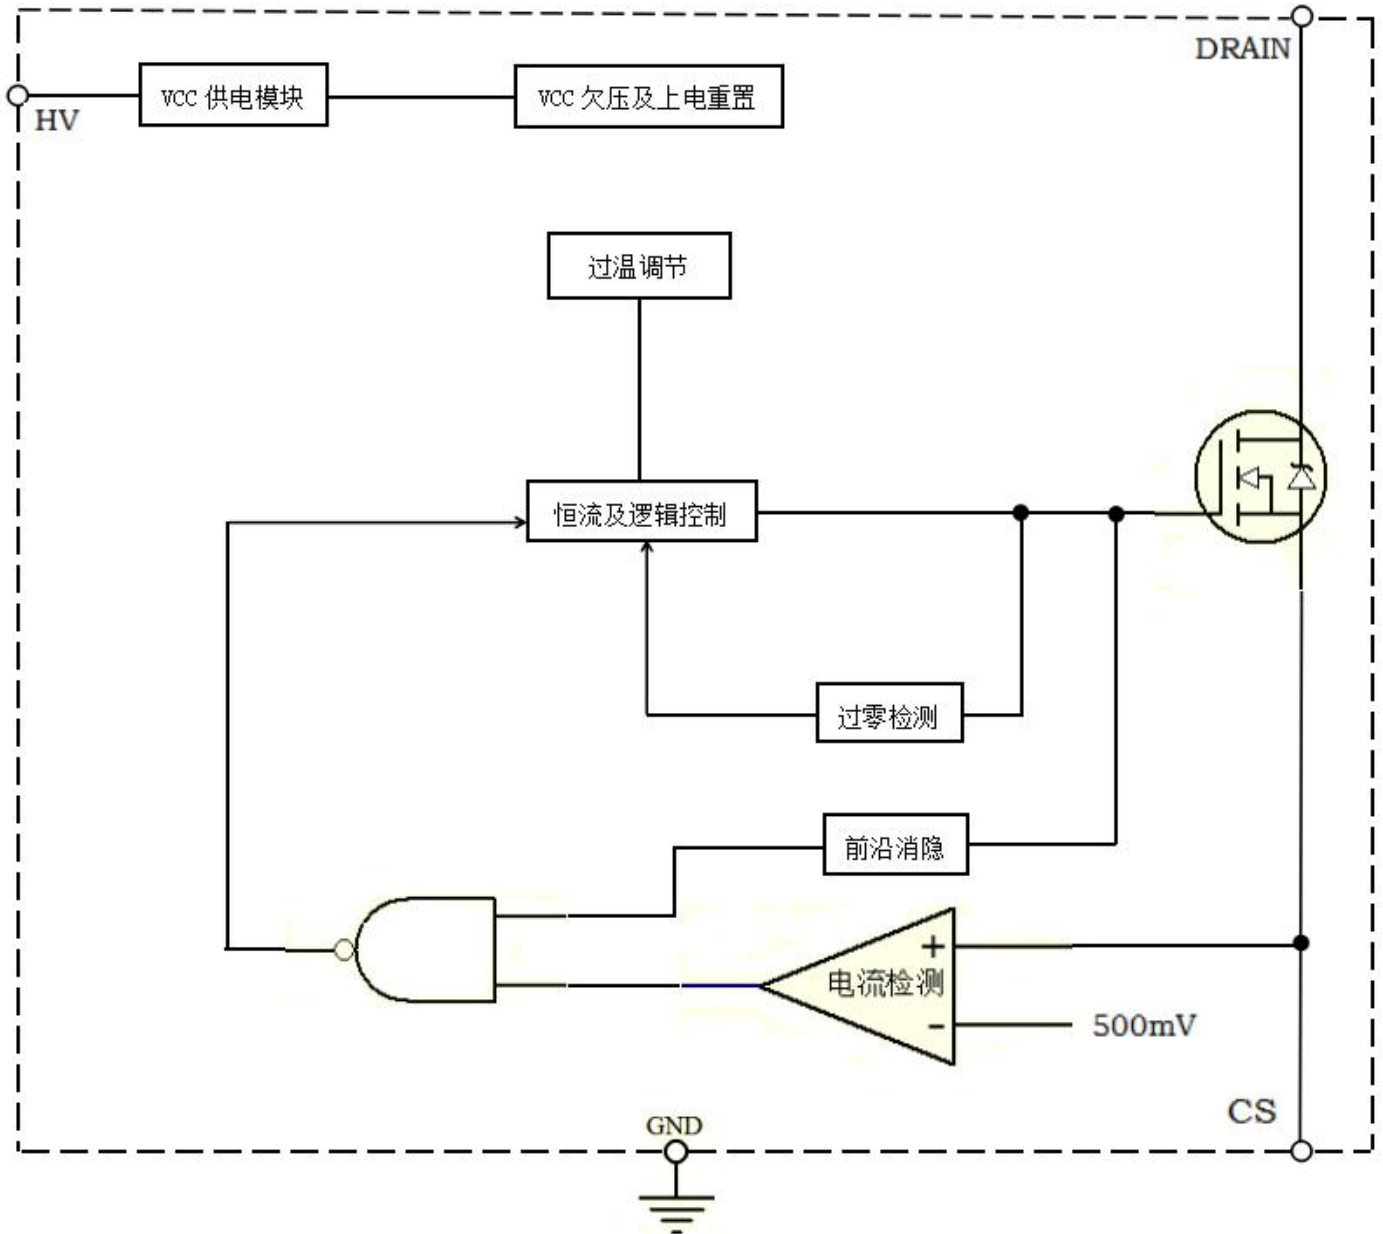 DRAIN
HV
VCC 供电模块
VCC 欠压及上电重置
过温调节
恒流及逻辑控制
过零检测
前沿消隐
+
电流检测
-
500mV
CS
GND